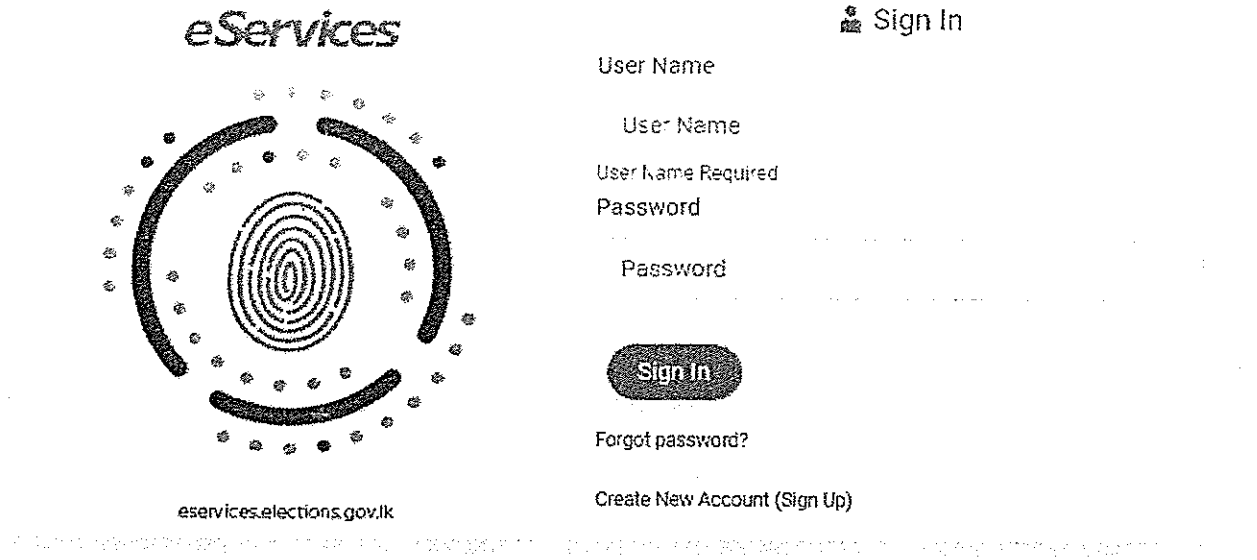 eServices
eservices.elections.gov.lk
Sign In
User Name
User Name
User Name Required
Password
Password
Sign In
Forgot password?
Create New Account (Sign Up)